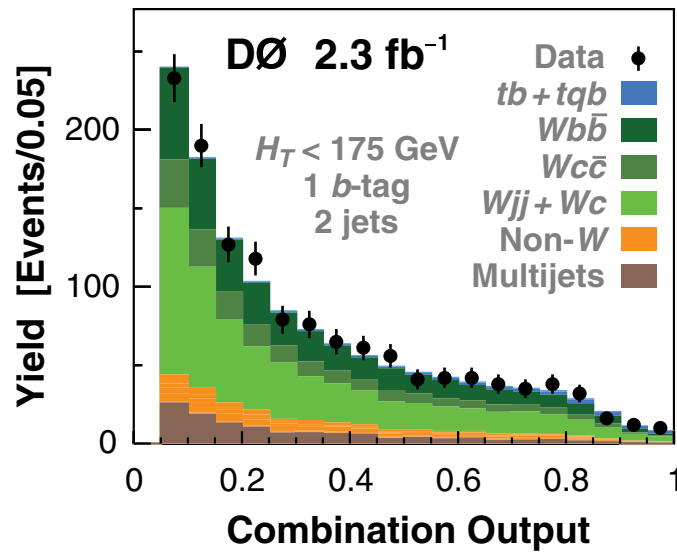 DØ 2.3 fb⁻¹
H_T < 175 GeV
1 b-tag
2 jets
Data
tb + tqb
Wbb̄
Wcc̄
Wjj + Wc
Non-W
Multijets
Yield [Events/0.05]
200
100
0
0 0.2 0.4 0.6 0.8 1
Combination Output